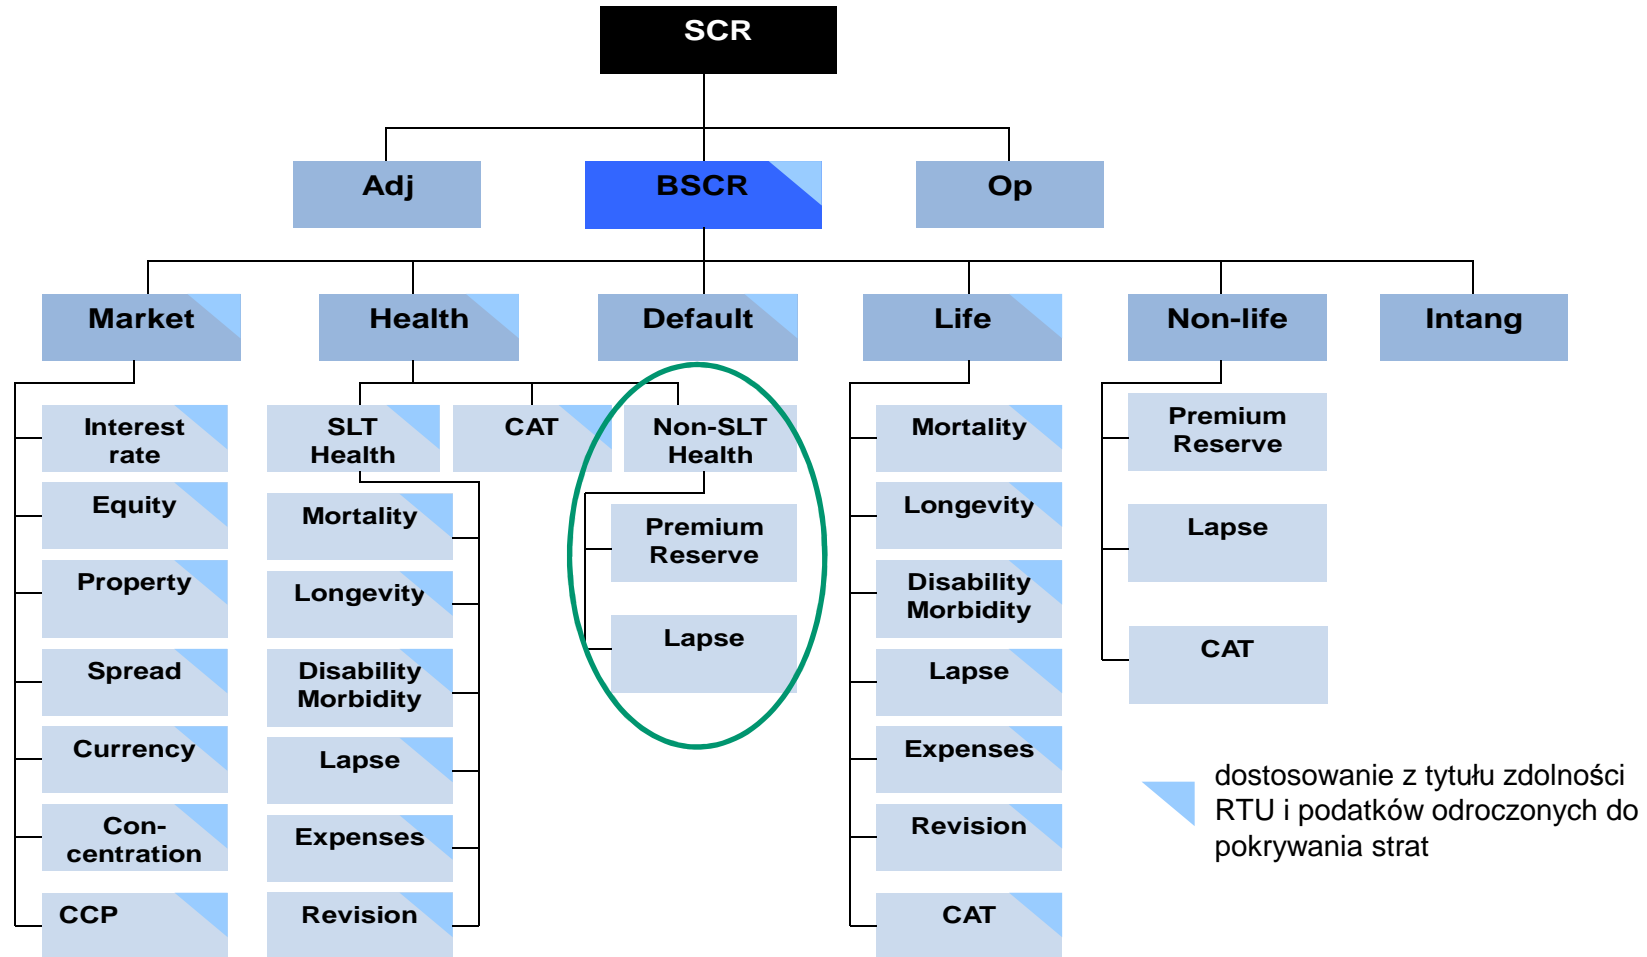 SCR
Adj
BSCR
Op
Market
Health
Default
Life
Non-life
Intang
Interest
rate
Equity
Property
Spread
Currency
Con-
centration
CCP
SLT
Health
Mortality
Longevity
Disability
Morbidity
Lapse
Expenses
Revision
CAT
Non-SLT
Health
Premium
Reserve
Lapse
Mortality
Longevity
Disability
Morbidity
Lapse
Expenses
Revision
CAT
Premium
Reserve
Lapse
CAT
dostosowanie z tytułu zdolności
RTU i podatków odroczonych do
pokrywania strat